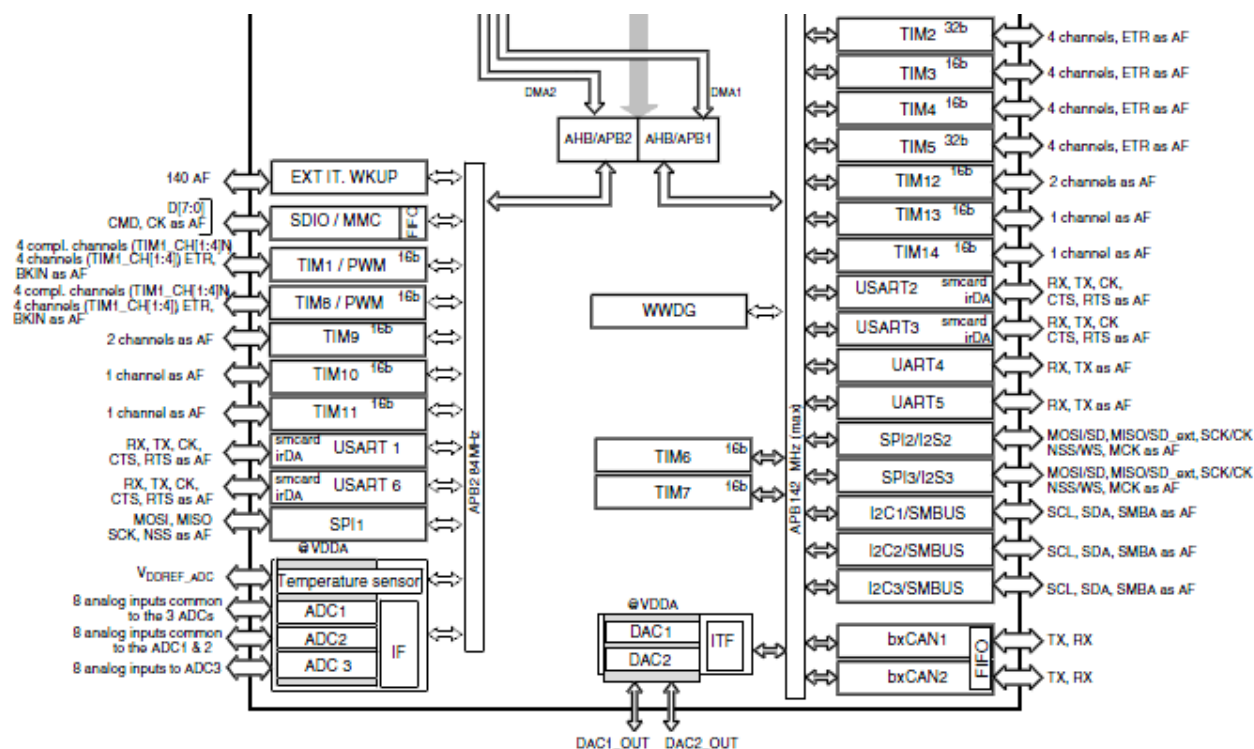 DMA2
DMA1
AHB/APB2 AHB/APB1
140 AF
EXT IT. WKUP
D[7:0]
CMD, CK as AF
SDIO / MMC
FIFO
4 compl. channels (TIM1_CH[1:4]N
4 channels (TIM1_CH[1:4]) ETR,
BKIN as AF
TIM1 / PWM 16b
4 compl. channels (TIM1_CH[1:4]N
4 channels (TIM1_CH[1:4]) ETR,
BKIN as AF
TIM8 / PWM 16b
2 channels as AF
TIM9 16b
1 channel as AF
TIM10 16b
1 channel as AF
TIM11 16b
RX, TX, CK,
CTS, RTS as AF
smcard
irDA
USART 1
RX, TX, CK,
CTS, RTS as AF
smcard
irDA
USART 6
MOSI, MISO
SCK, NSS as AF
SPI1
@VDDA
VDDREF_ADC
Temperature sensor
8 analog inputs common
to the 3 ADCs
ADC1
8 analog inputs common
to the ADC1 & 2
ADC2
8 analog inputs to ADC3
ADC 3
IF
APB2 84 MHz
WWDG
TIM6 16b
TIM7 16b
@VDDA
DAC1
DAC2
ITF
DAC1_OUT DAC2_OUT
APB142 MHz (max)
TIM2 32b
4 channels, ETR as AF
TIM3 16b
4 channels, ETR as AF
TIM4 16b
4 channels, ETR as AF
TIM5 32b
4 channels, ETR as AF
TIM12 16b
2 channels as AF
TIM13 16b
1 channel as AF
TIM14 16b
1 channel as AF
USART2
smcard
irDA
RX, TX, CK,
CTS, RTS as AF
USART3
smcard
irDA
RX, TX, CK
CTS, RTS as AF
UART4
RX, TX as AF
UART5
RX, TX as AF
SPI2/I2S2
MOSI/SD, MISO/SD_ext, SCK/CK
NSS/WS, MCK as AF
SPI3/I2S3
MOSI/SD, MISO/SD_ext, SCK/CK
NSS/WS, MCK as AF
I2C1/SMBUS
SCL, SDA, SMBA as AF
I2C2/SMBUS
SCL, SDA, SMBA as AF
I2C3/SMBUS
SCL, SDA, SMBA as AF
bxCAN1
TX, RX
bxCAN2
TX, RX
FIFO